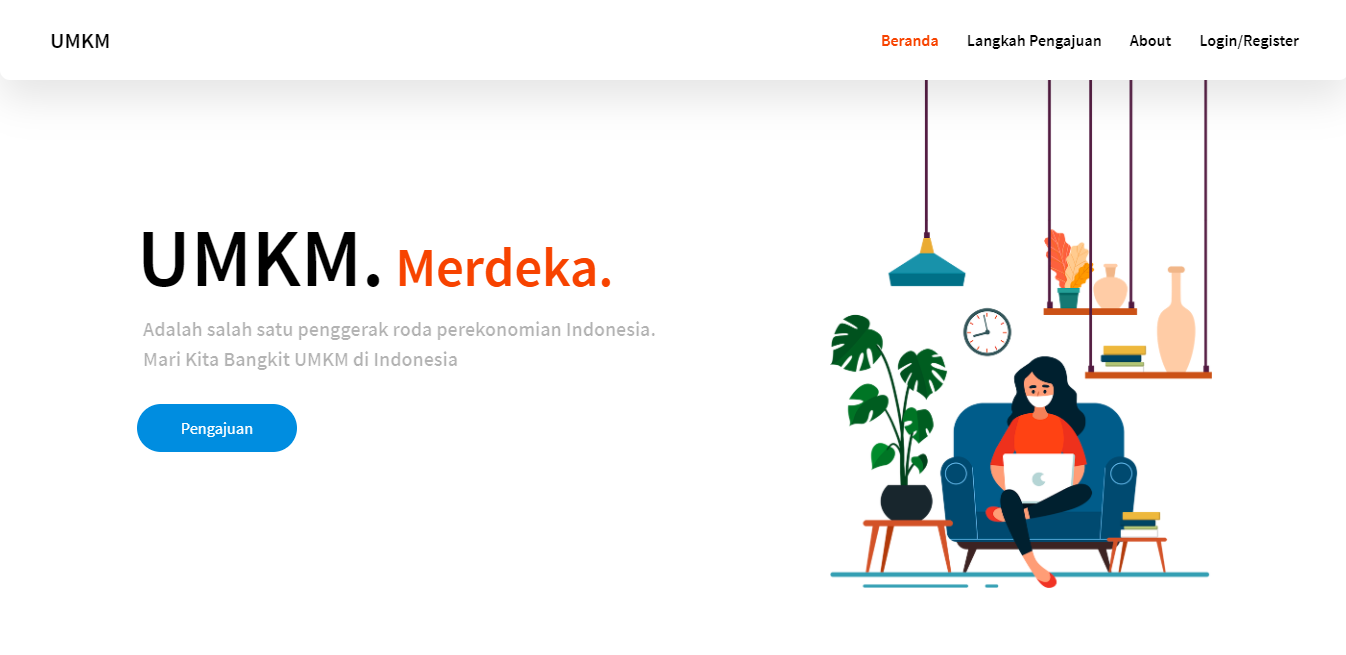 UMKM
Beranda Langkah Pengajuan About Login/Register
UMKM. Merdeka.
Adalah salah satu penggerak roda perekonomian Indonesia.
Mari Kita Bangkit UMKM di Indonesia
Pengajuan